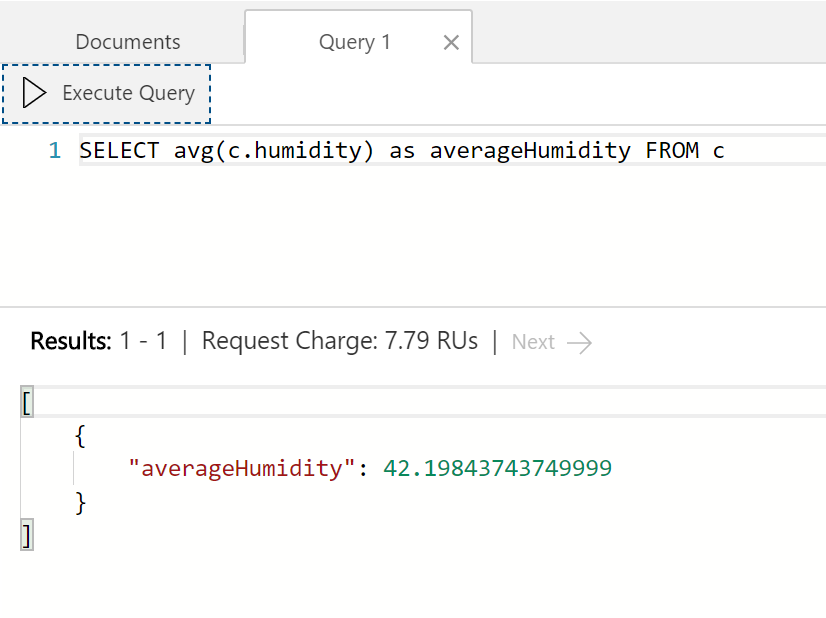 Documents
Query 1
Execute Query
1 SELECT avg(c.humidity) as averageHumidity FROM c
Results: 1 - 1 | Request Charge: 7.79 RUs | Next
[
{
"averageHumidity": 42.19843743749999
}
]